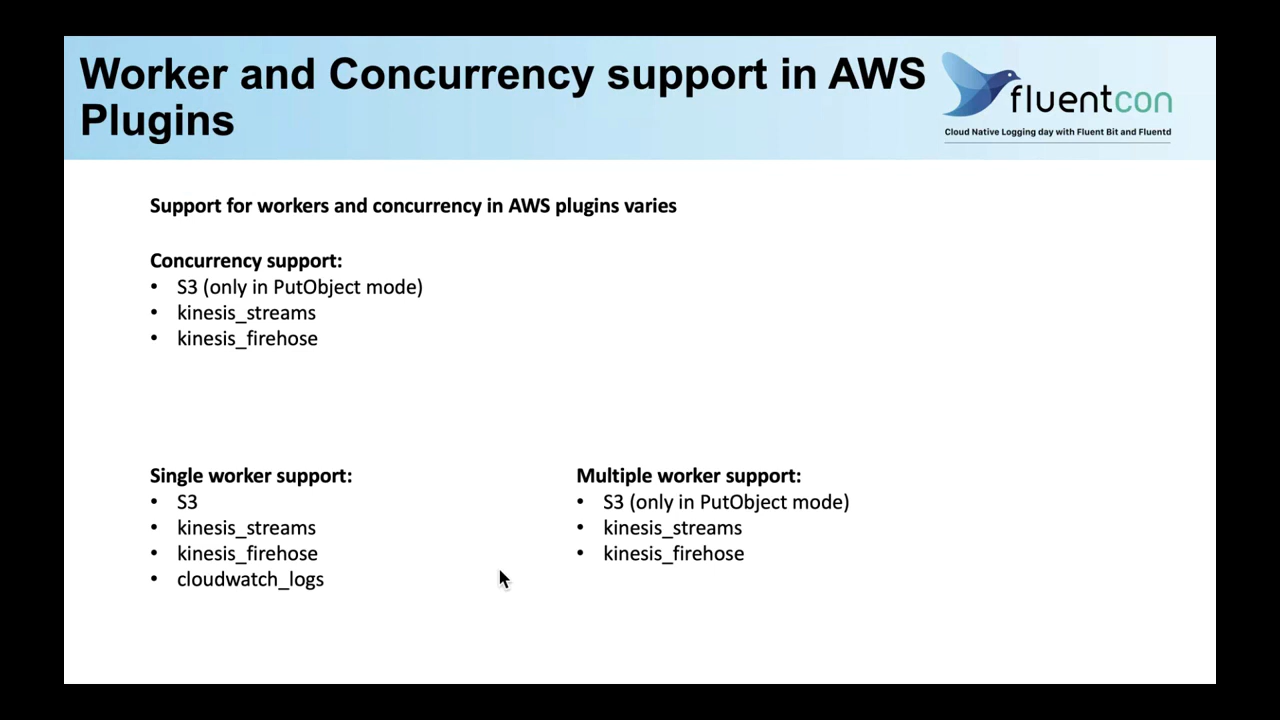 Worker and Concurrency support in AWS
Plugins
fluentcon
Cloud Native Logging day with Fluent Bit and Fluentd
Support for workers and concurrency in AWS plugins varies
Concurrency support:
• S3 (only in PutObject mode)
• kinesis_streams
• kinesis_firehose
Single worker support:
• S3
• kinesis_streams
• kinesis_firehose
• cloudwatch_logs
Multiple worker support:
• S3 (only in PutObject mode)
• kinesis_streams
• kinesis_firehose